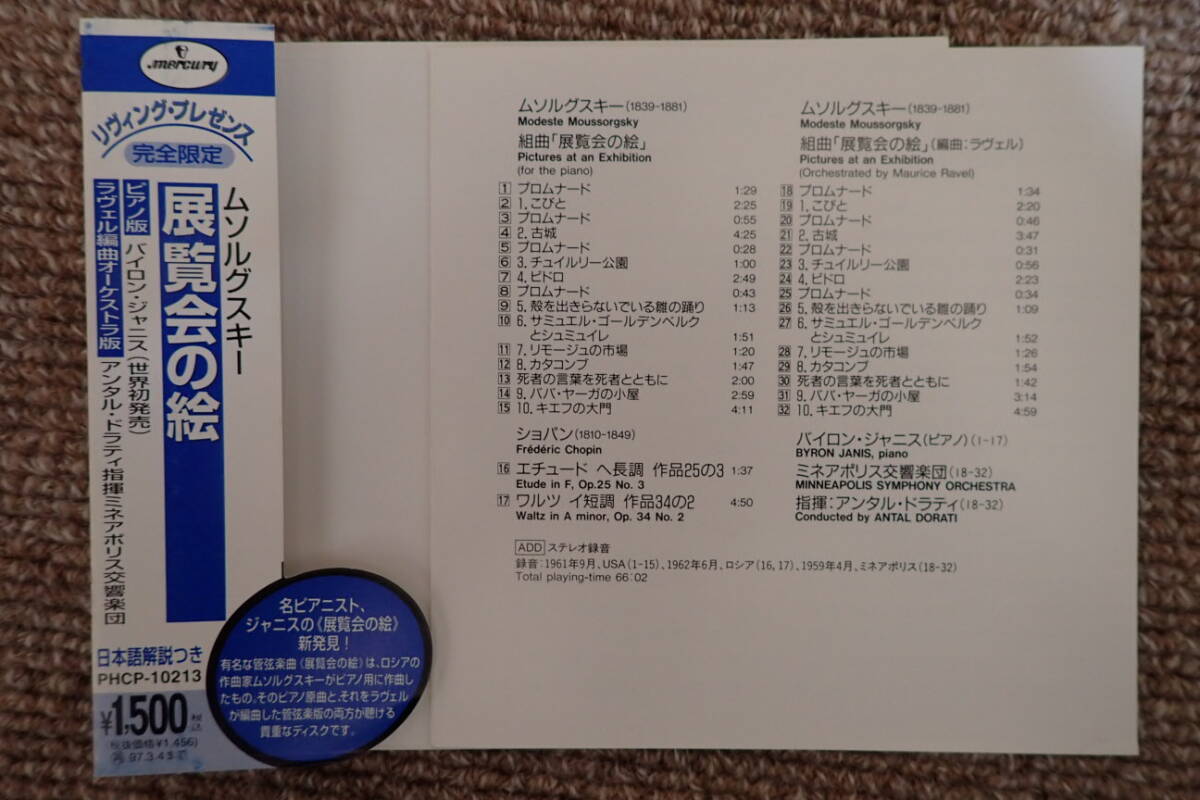 mercury
リヴィング・プレゼンス
完全限定
ムソルグスキー
展覧会の絵
ピアノ版 バイロン・ジャニス(世界初発売)
ラヴェル編曲オーケストラ版 アンタル・ドラティ指揮ミネアポリス交響楽団
日本語解説つき
PHCP-10213
¥1,500 税込
(税抜価格¥1,456)
97.3.43
名ピアニスト、
ジャニスの《展覧会の絵》
新発見!
有名な管弦楽曲《展覧会の絵》は、ロシアの
作曲家ムソルグスキーがピアノ用に作曲し
たもの。そのピアノ原曲と、それをラヴェル
が編曲した管弦楽版の両方が聴ける
貴重なディスクです。
ムソルグスキー(1839-1881)
Modeste Moussorgsky
組曲「展覧会の絵」
Pictures at an Exhibition
(for the piano)
1 プロムナード 1:29
2 1. こびと 2:25
3 プロムナード 0:55
4 2. 古城 4:25
5 プロムナード 0:28
6 3. チュイルリー公園 1:00
7 4. ビドロ 2:49
8 プロムナード 0:43
9 5. 殻を出きらないでいる雛の踊り 1:13
10 6. サミュエル・ゴールデンベルク
とシュミュイレ 1:51
11 7. リモージュの市場 1:20
12 8. カタコンブ 1:47
13 死者の言葉を死者とともに 2:00
14 9. ババ・ヤーガの小屋 2:59
15 10. キエフの大門 4:11
ショパン(1810-1849)
Frédéric Chopin
16 エチュード ヘ長調 作品25の3 1:37
Etude in F, Op.25 No. 3
17 ワルツ イ短調 作品34の2 4:50
Waltz in A minor, Op. 34 No. 2
ムソルグスキー(1839-1881)
Modeste Moussorgsky
組曲「展覧会の絵」(編曲:ラヴェル)
Pictures at an Exhibition
(Orchestrated by Maurice Ravel)
18 プロムナード 1:34
19 1. こびと 2:20
20 プロムナード 0:46
21 2. 古城 3:47
22 プロムナード 0:31
23 3. チュイルリー公園 0:56
24 4. ビドロ 2:23
25 プロムナード 0:34
26 5. 殻を出きらないでいる雛の踊り 1:09
27 6. サミュエル・ゴールデンベルク
とシュミュイレ 1:52
28 7. リモージュの市場 1:26
29 8. カタコンブ 1:54
30 死者の言葉を死者とともに 1:42
31 9. ババ・ヤーガの小屋 3:14
32 10. キエフの大門 4:59
バイロン・ジャニス(ピアノ)(1-17)
BYRON JANIS, piano
ミネアポリス交響楽団(18-32)
MINNEAPOLIS SYMPHONY ORCHESTRA
指揮:アンタル・ドラティ(18-32)
Conducted by ANTAL DORATI
ADD ステレオ録音
録音:1961年9月、USA(1-15)、1962年6月、ロシア(16, 17)、1959年4月、ミネアポリス(18-32)
Total playing-time 66:02